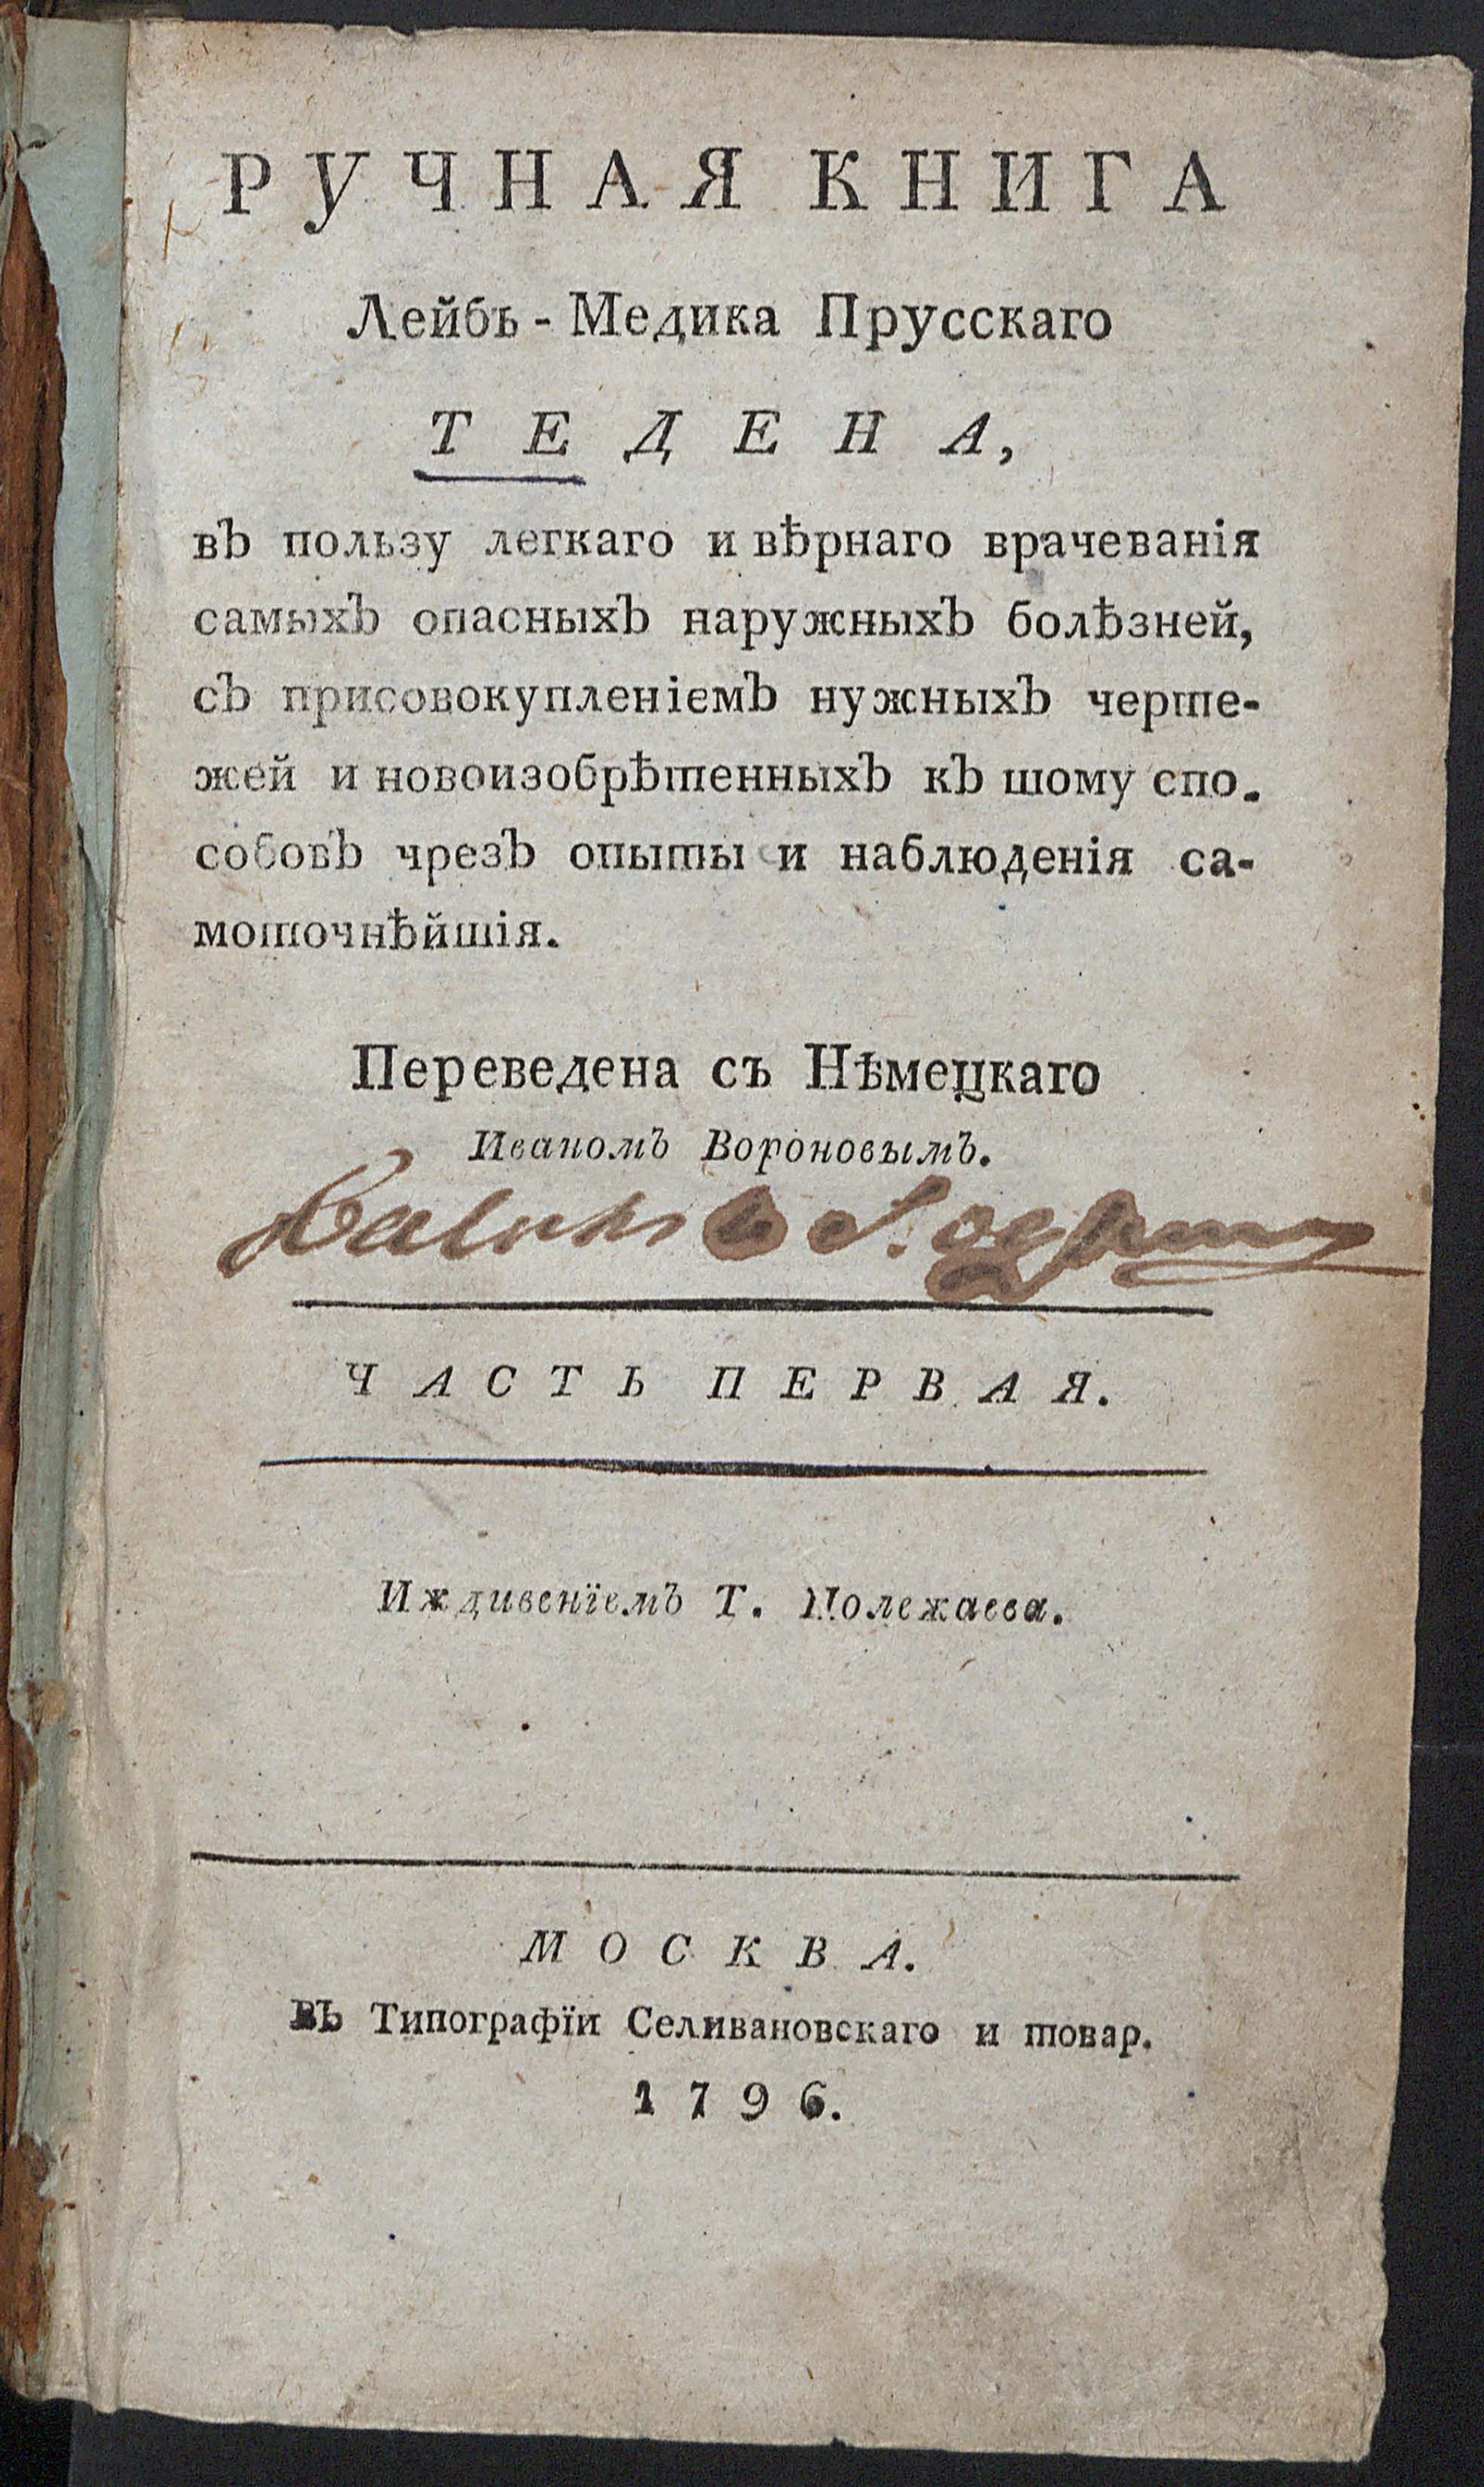 РУЧНАЯ КНИГА
Лейбъ - Медика Прусскаго
ТЕДЕНА,
въ пользу легкаго и вѣрнаго врачеванія
самыхъ опасныхъ наружныхъ болѣзней,
съ присовокупленіемъ нужныхъ черте-
жей и новоизобрѣтенныхъ къ тому спо-
собовъ чрезъ опыты и наблюденія са-
моточнѣйшія.
Переведена съ Нѣмецкаго
Иваномъ Вороновымъ.
ЧАСТЬ ПЕРВАЯ.
Иждивеніемъ Т. Полежаева.
МОСКВА.
Въ Типографіи Селивановскаго и товар.
1796.